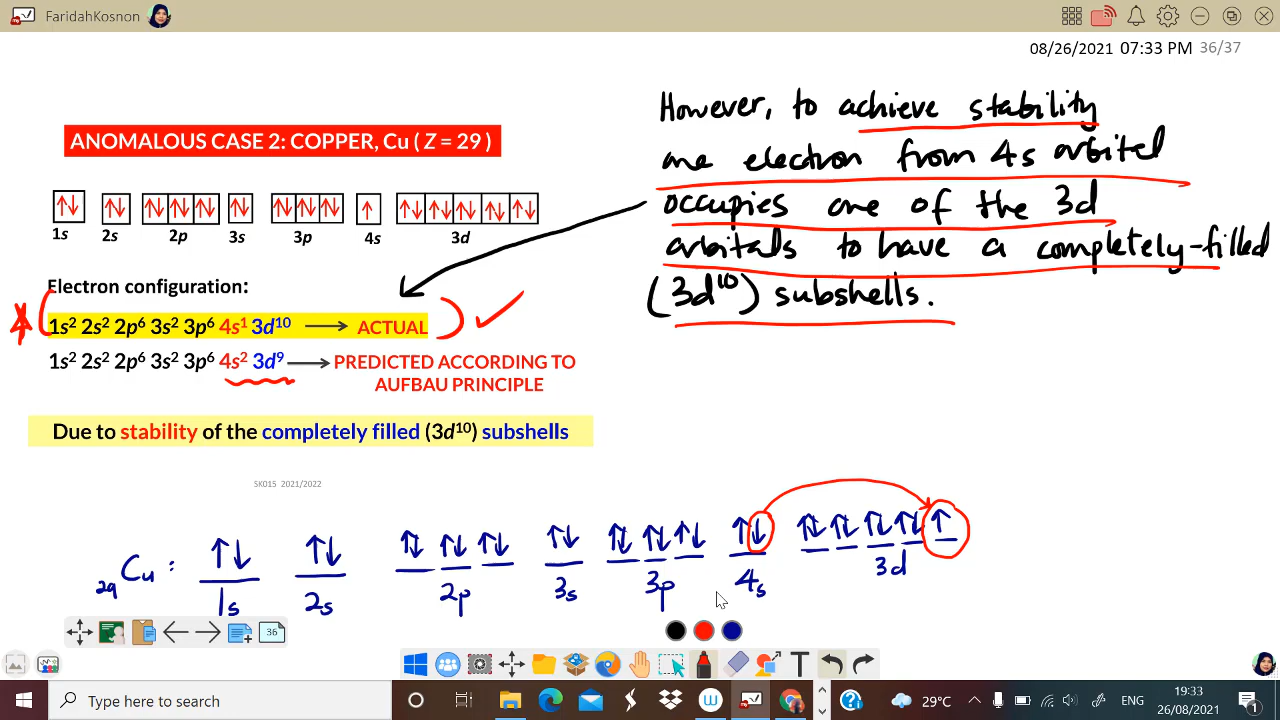 FaridahKosnon
08/26/2021 07:33 PM 36/37
ANOMALOUS CASE 2: COPPER, Cu ( Z = 29 )
1s 2s 2p 3s 3p 4s 3d
Electron configuration:
1s² 2s² 2p⁶ 3s² 3p⁶ 4s¹ 3d¹⁰ → ACTUAL
1s² 2s² 2p⁶ 3s² 3p⁶ 4s² 3d⁹ → PREDICTED ACCORDING TO
AUFBAU PRINCIPLE
Due to stability of the completely filled (3d¹⁰) subshells
SK015 2021/2022
However, to achieve stability
one electron from 4s orbital
occupies one of the 3d
orbitals to have a completely-filled
(3d¹⁰) subshells.
₂₉Cu :
1s 2s 2p 3s 3p 4s 3d
36
T
Type here to search
29°C
ENG
19:33
26/08/2021
1